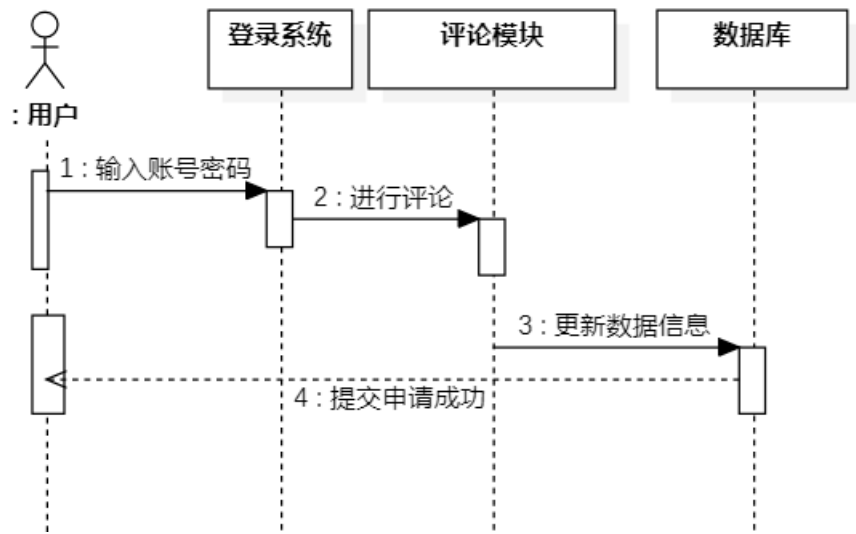 登录系统
评论模块
数据库
: 用户
1 : 输入账号密码
2 : 进行评论
3 : 更新数据信息
4 : 提交申请成功